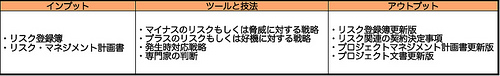 インプット
ツールと技法
アウトプット
・リスク登録簿
・リスク・マネジメント計画書
・マイナスのリスクもしくは脅威に対する戦略
・プラスのリスクもしくは好機に対する戦略
・発生時対応戦略
・専門家の判断
・リスク登録簿更新版
・リスク関連の契約決定事項
・プロジェクトマネジメント計画書更新版
・プロジェクト文書更新版